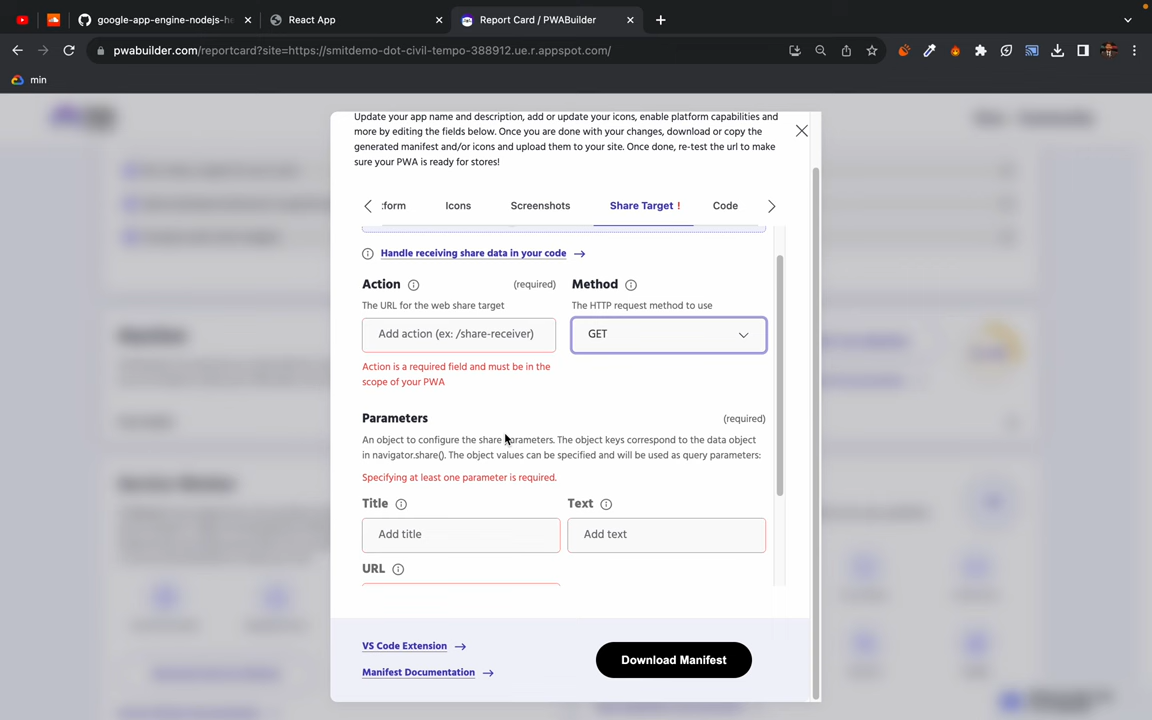 google-app-engine-nodejs-he
React App
Report Card / PWABuilder
pwabuilder.com/reportcard?site=https://smitdemo-dot-civil-tempo-388912.ue.r.appspot.com/
min
Update your app name and description, add or update your icons, enable platform capabilities and
more by editing the fields below. Once you are done with your changes, download or copy the
generated manifest and/or icons and upload them to your site. Once done, re-test the url to make
sure your PWA is ready for stores!
:form
Icons
Screenshots
Share Target !
Code
Handle receiving share data in your code
Action
(required)
Method
The URL for the web share target
The HTTP request method to use
Add action (ex: /share-receiver)
GET
Action is a required field and must be in the
scope of your PWA
Parameters
(required)
An object to configure the share parameters. The object keys correspond to the data object
in navigator.share(). The object values can be specified and will be used as query parameters:
Specifying at least one parameter is required.
Title
Text
Add title
Add text
URL
VS Code Extension
Download Manifest
Manifest Documentation